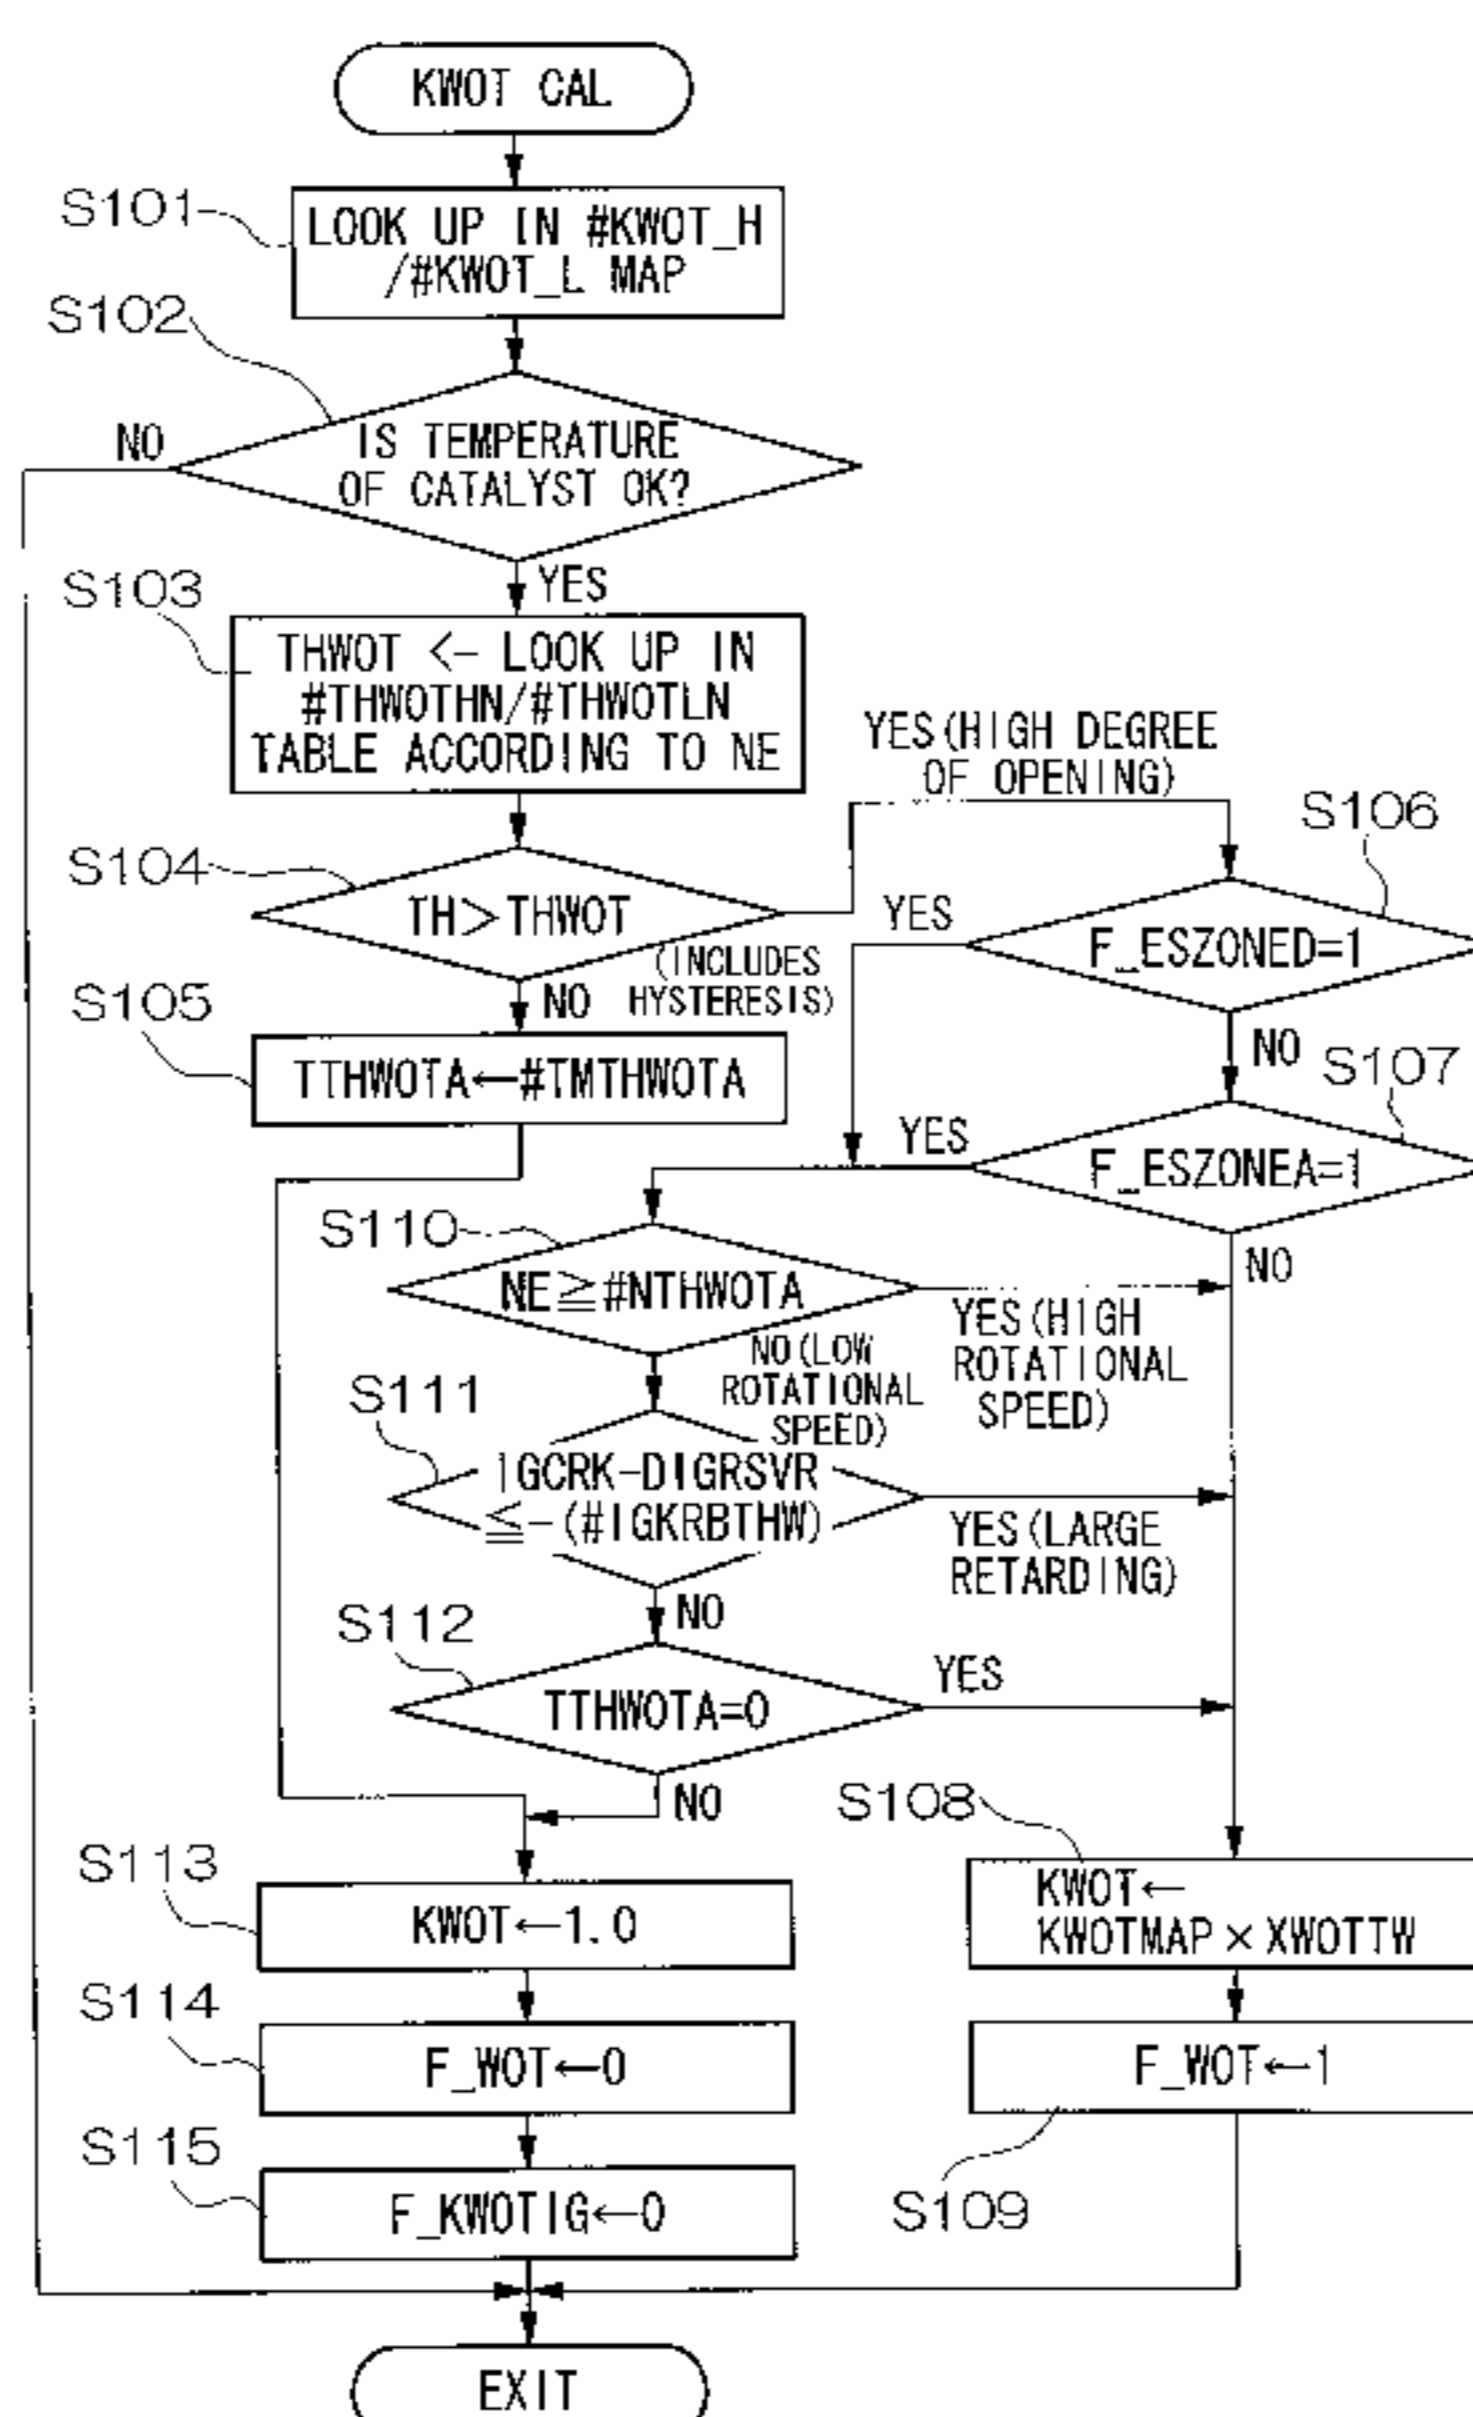 KWOT CAL
S101
LOOK UP IN #KWOT_H
/#KWOT_L MAP
S102
NO
IS TEMPERATURE
OF CATALYST OK?
YES
S103
THWOT <- LOOK UP IN
#THWOTHN/#THWOTLN
TABLE ACCORDING TO NE
YES(HIGH DEGREE
OF OPENING)
S104
TH>THWOT
(INCLUDES
HYSTERESIS)
NO
S106
YES
F_ESZONED=1
NO
S105
TTHWOTA←#TMTHWOTA
S107
YES
F_ESZONEA=1
NO
S110
NE≧#NTHWOTA
YES(HIGH
ROTATIONAL
SPEED)
NO(LOW
ROTATIONAL
SPEED)
S111
IGCRK-DIGRSVR
≦-(#IGKRBTHW)
YES(LARGE
RETARDING)
NO
S112
TTHWOTA=0
YES
NO
S108
KWOT←
KWOTMAP×XWOTTW
S113
KWOT←1.0
S114
F_WOT←0
F_WOT←1
S109
S115
F_KWOTIG←0
EXIT